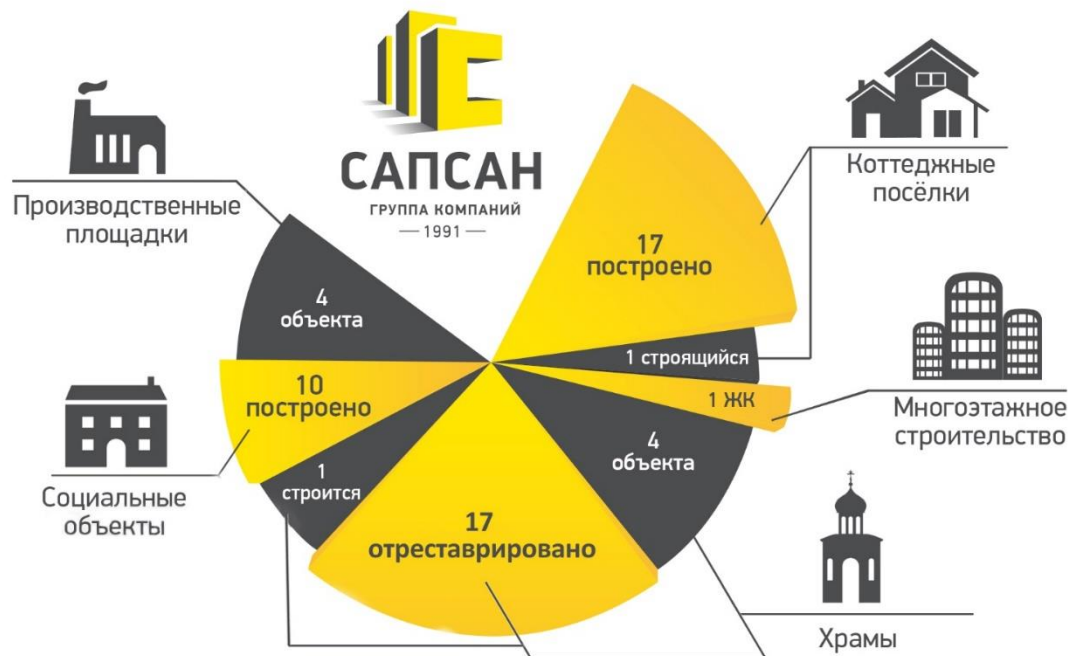 САПСАН
ГРУППА КОМПАНИЙ
— 1991 —
Производственные
площадки
4
объекта
10
построено
Социальные
объекты
1
строится
17
отреставрировано
17
построено
Коттеджные
посёлки
1 строящийся
1 ЖК
Многоэтажное
строительство
4
объекта
Храмы